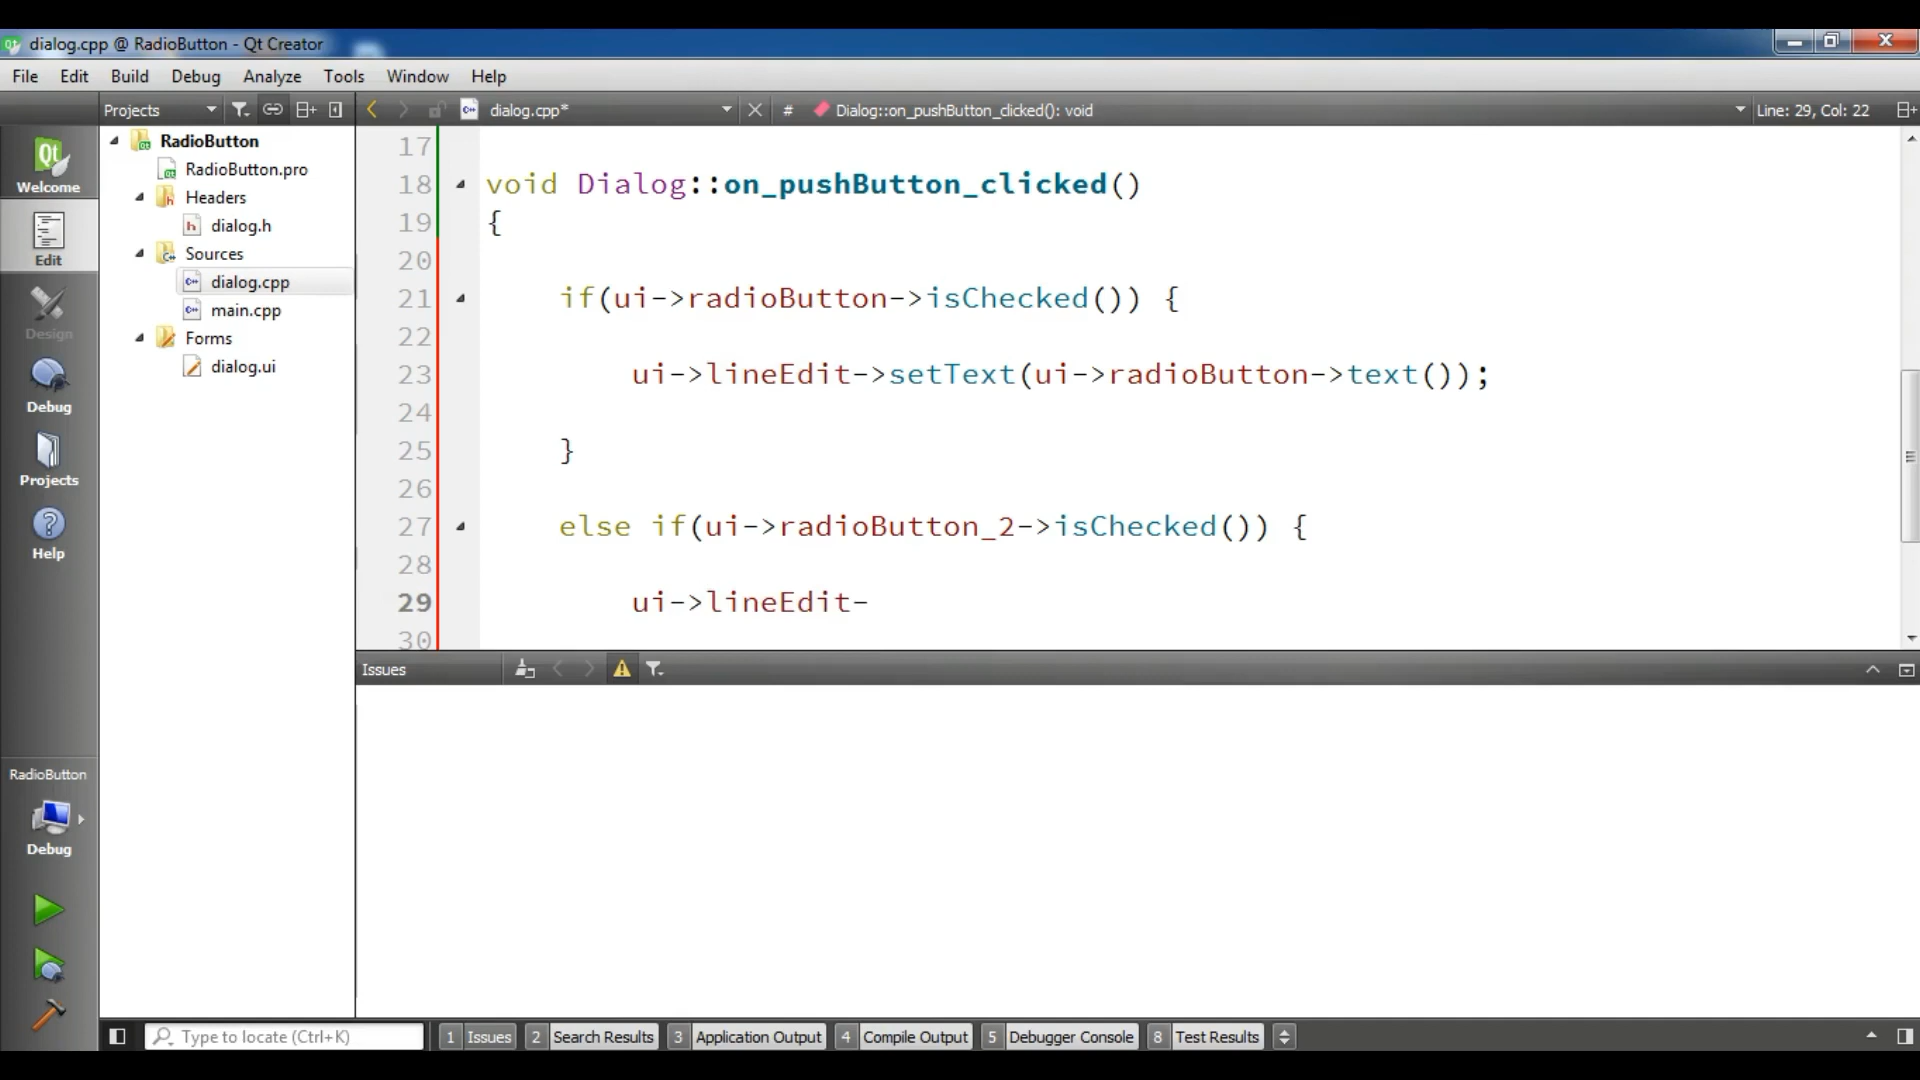 dialog.cpp @ RadioButton - Qt Creator
File Edit Build Debug Analyze Tools Window Help
Projects dialog.cpp* # Dialog::on_pushButton_clicked(): void Line: 29, Col: 22
Welcome
Edit
Design
Debug
Projects
Help
RadioButton
Debug
RadioButton
RadioButton.pro
Headers
dialog.h
Sources
dialog.cpp
main.cpp
Forms
dialog.ui
17
18 void Dialog::on_pushButton_clicked()
19 {
20
21 if(ui->radioButton->isChecked()) {
22
23 ui->lineEdit->setText(ui->radioButton->text());
24
25 }
26
27 else if(ui->radioButton_2->isChecked()) {
28
29 ui->lineEdit-
30
Issues
Type to locate (Ctrl+K) 1 Issues 2 Search Results 3 Application Output 4 Compile Output 5 Debugger Console 8 Test Results